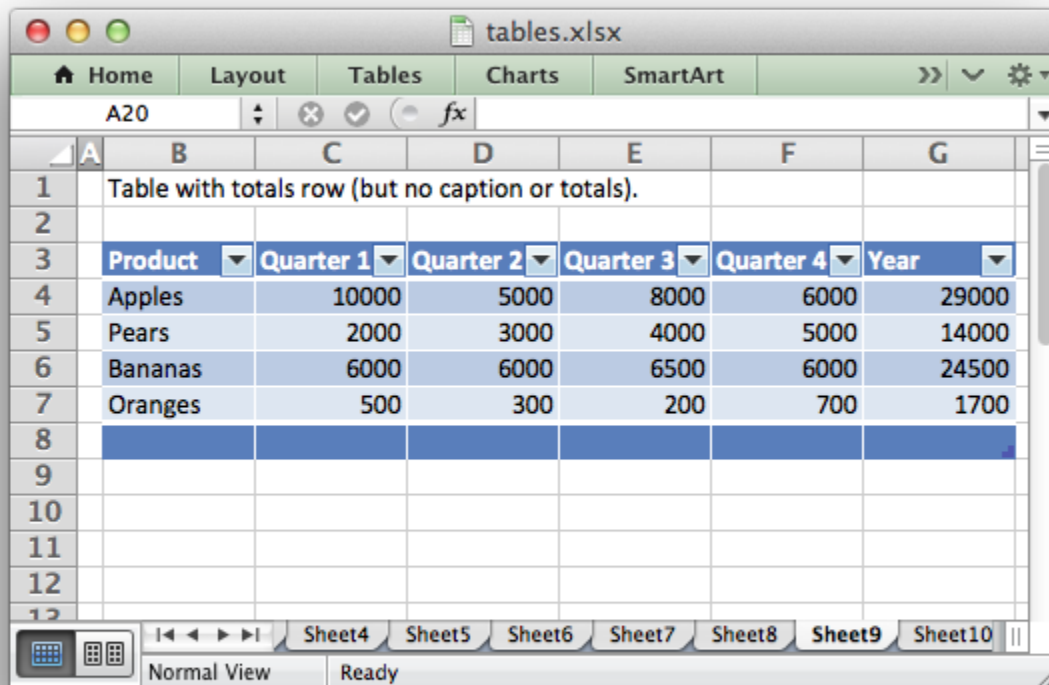 tables.xlsx
Home Layout Tables Charts SmartArt
A20 fx
A B C D E F G
1 Table with totals row (but no caption or totals).
2
3 Product Quarter 1 Quarter 2 Quarter 3 Quarter 4 Year
4 Apples 10000 5000 8000 6000 29000
5 Pears 2000 3000 4000 5000 14000
6 Bananas 6000 6000 6500 6000 24500
7 Oranges 500 300 200 700 1700
8
9
10
11
12
13
Sheet4 Sheet5 Sheet6 Sheet7 Sheet8 Sheet9 Sheet10
Normal View Ready